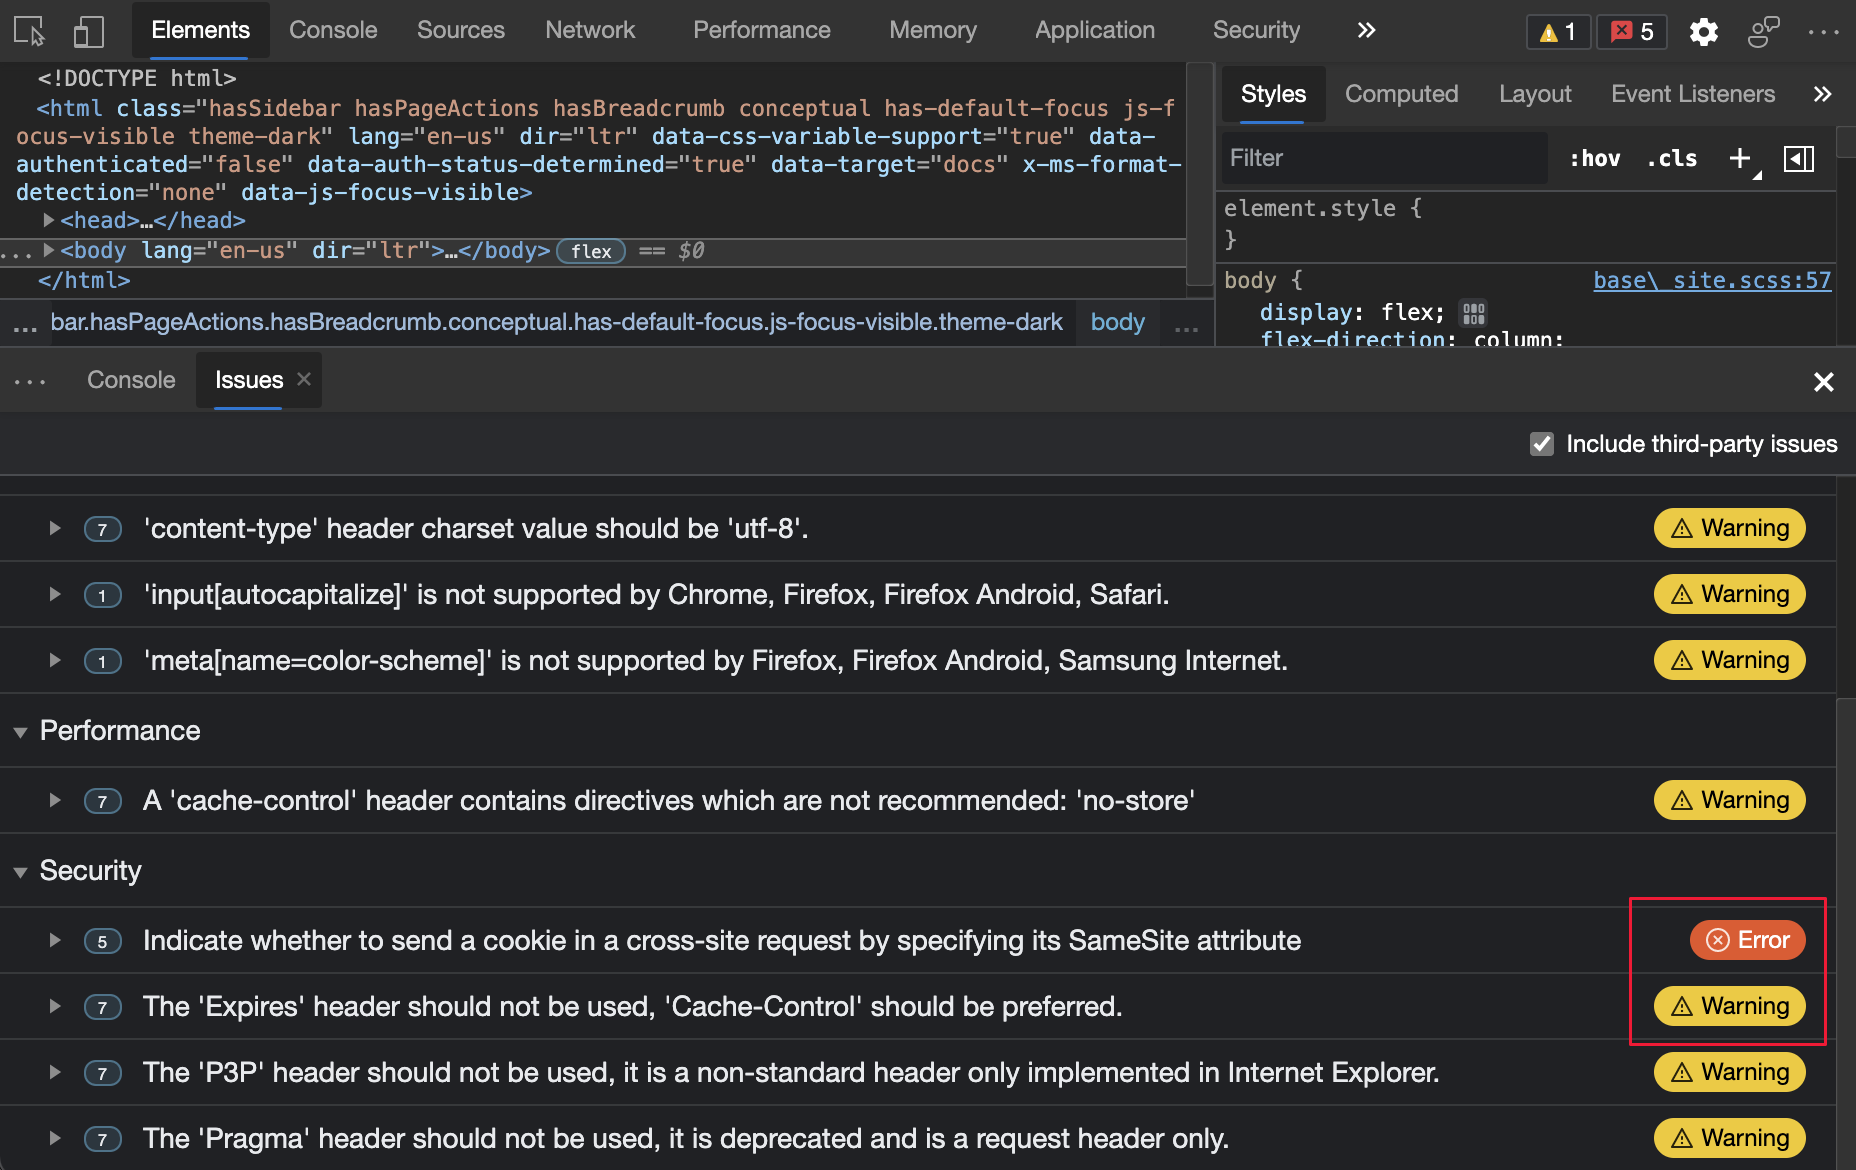 Elements Console Sources Network Performance Memory Application Security » 1 5 ...
<!DOCTYPE html>
<html class="hasSidebar hasPageActions hasBreadcrumb conceptual has-default-focus js-f
ocus-visible theme-dark" lang="en-us" dir="ltr" data-css-variable-support="true" data-
authenticated="false" data-auth-status-determined="true" data-target="docs" x-ms-format-
detection="none" data-js-focus-visible>
<head>…</head>
... <body lang="en-us" dir="ltr">…</body> flex == $0
</html>
... bar.hasPageActions.hasBreadcrumb.conceptual.has-default-focus.js-focus-visible.theme-dark body ...
Styles Computed Layout Event Listeners »
Filter :hov .cls +
element.style {
}
body { base\_site.scss:57
display: flex;
flex-direction: column;
... Console Issues
Include third-party issues
7 'content-type' header charset value should be 'utf-8'. Warning
1 'input[autocapitalize]' is not supported by Chrome, Firefox, Firefox Android, Safari. Warning
1 'meta[name=color-scheme]' is not supported by Firefox, Firefox Android, Samsung Internet. Warning
Performance
7 A 'cache-control' header contains directives which are not recommended: 'no-store' Warning
Security
5 Indicate whether to send a cookie in a cross-site request by specifying its SameSite attribute Error
7 The 'Expires' header should not be used, 'Cache-Control' should be preferred. Warning
7 The 'P3P' header should not be used, it is a non-standard header only implemented in Internet Explorer. Warning
7 The 'Pragma' header should not be used, it is deprecated and is a request header only. Warning